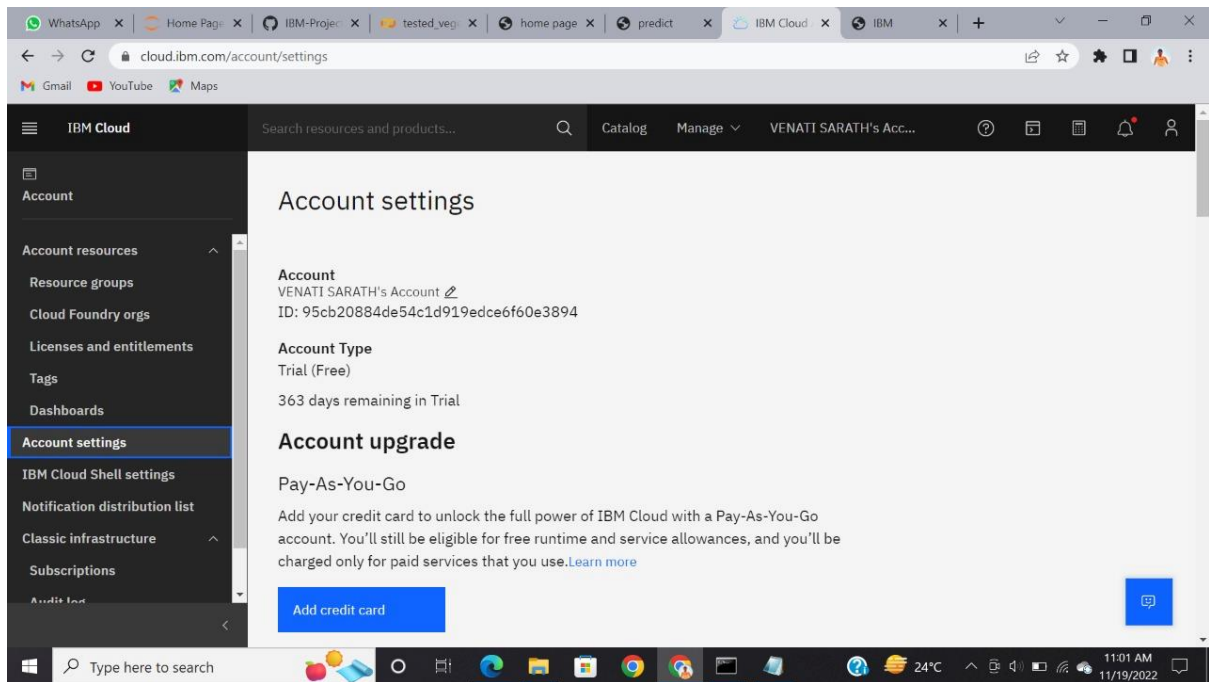 WhatsApp Home Page IBM-Projec tested_veg home page predict IBM Cloud IBM
cloud.ibm.com/account/settings
Gmail YouTube Maps
IBM Cloud Search resources and products... Catalog Manage VENATI SARATH's Acc...
Account
Account resources
Resource groups
Cloud Foundry orgs
Licenses and entitlements
Tags
Dashboards
Account settings
IBM Cloud Shell settings
Notification distribution list
Classic infrastructure
Subscriptions
Audit log
Account settings
Account
VENATI SARATH's Account
ID: 95cb20884de54c1d919edce6f60e3894
Account Type
Trial (Free)
363 days remaining in Trial
Account upgrade
Pay-As-You-Go
Add your credit card to unlock the full power of IBM Cloud with a Pay-As-You-Go
account. You'll still be eligible for free runtime and service allowances, and you'll be
charged only for paid services that you use.Learn more
Add credit card
Type here to search
24°C
11:01 AM
11/19/2022